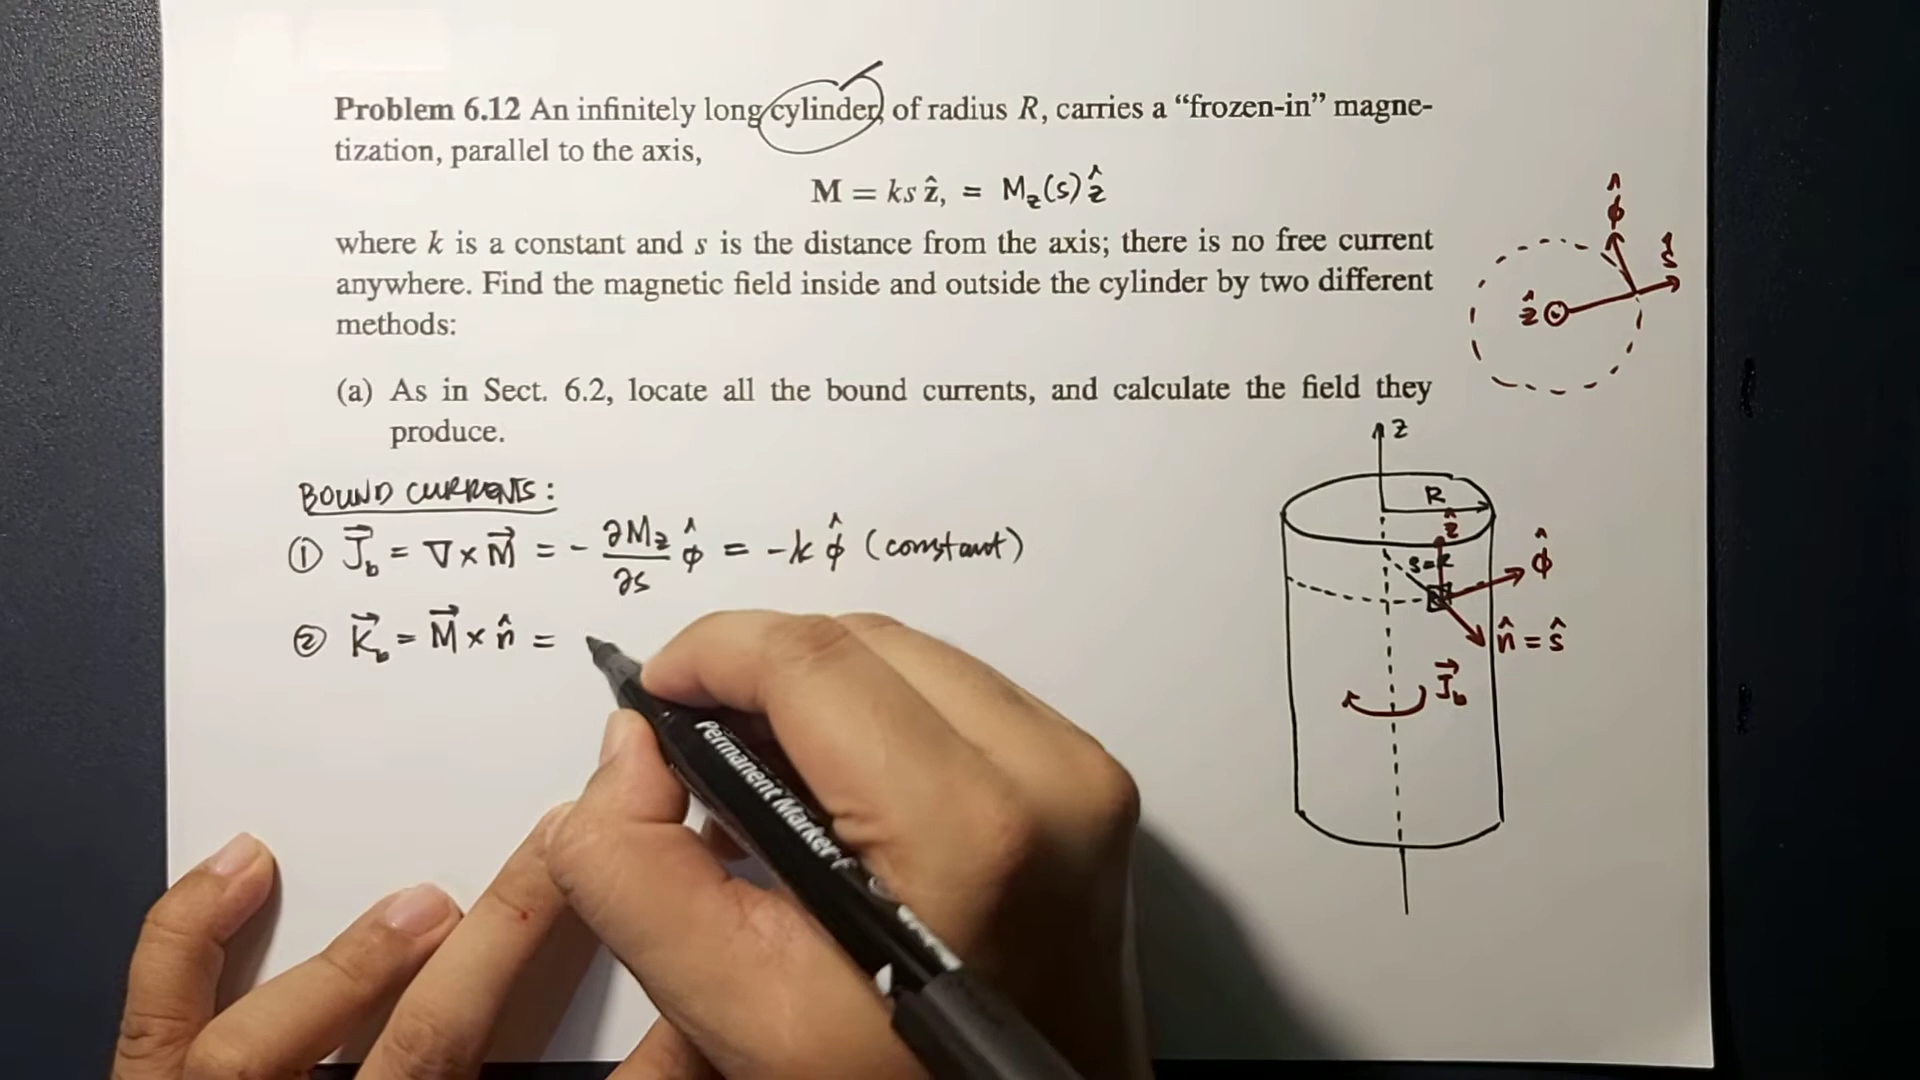 Problem 6.12 An infinitely long cylinder, of radius R, carries a “frozen-in” magne-
tization, parallel to the axis,
M = ks ẑ, = M_z(s) ẑ
where k is a constant and s is the distance from the axis; there is no free current
anywhere. Find the magnetic field inside and outside the cylinder by two different
methods:
(a) As in Sect. 6.2, locate all the bound currents, and calculate the field they
produce.
BOUND CURRENTS:
① J⃗_b = ∇ × M⃗ = - ∂M_z/∂s φ̂ = -k φ̂ (constant)
② K⃗_b = M⃗ × n̂ =
φ̂
ŝ
ẑ
z
R
ẑ
φ̂
n̂ = ŝ
J⃗_b
Permanent Marker